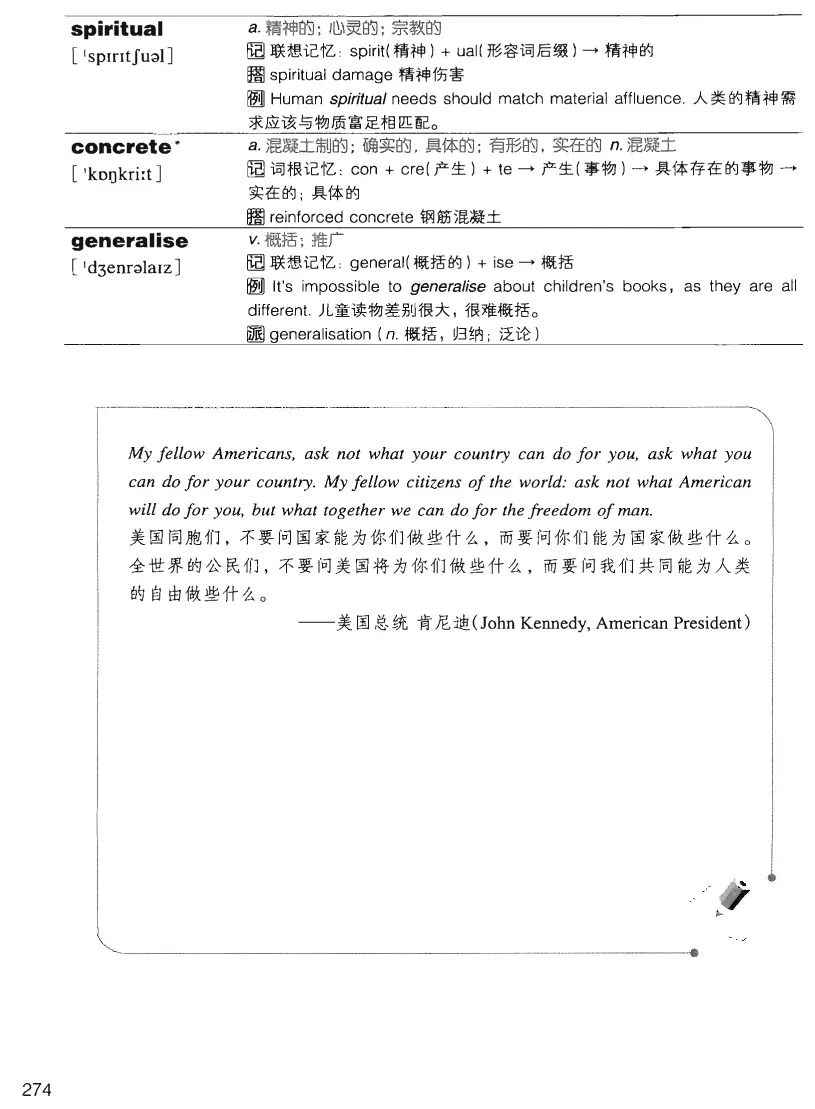 spiritual a. 精神的；心灵的；宗教的
[ˈspɪrɪtʃuəl] 记 联想记忆：spirit(精神) + ual(形容词后缀) → 精神的
搭 spiritual damage 精神伤害
例 Human spiritual needs should match material affluence. 人类的精神需
求应该与物质富足相匹配。
concrete* a. 混凝土制的；确实的，具体的；有形的，实在的 n. 混凝土
[ˈkɒŋkriːt] 记 词根记忆：con + cre(产生) + te → 产生(事物) → 具体存在的事物 →
实在的；具体的
搭 reinforced concrete 钢筋混凝土
generalise v. 概括；推广
[ˈdʒenrəlaɪz] 记 联想记忆：general(概括的) + ise → 概括
例 It's impossible to generalise about children's books, as they are all
different. 儿童读物差别很大，很难概括。
派 generalisation (n. 概括，归纳；泛论)
My fellow Americans, ask not what your country can do for you, ask what you
can do for your country. My fellow citizens of the world: ask not what American
will do for you, but what together we can do for the freedom of man.
美国同胞们，不要问国家能为你们做些什么，而要问你们能为国家做些什么。
全世界的公民们，不要问美国将为你们做些什么，而要问我们共同能为人类
的自由做些什么。
——美国总统 肯尼迪(John Kennedy, American President)
274